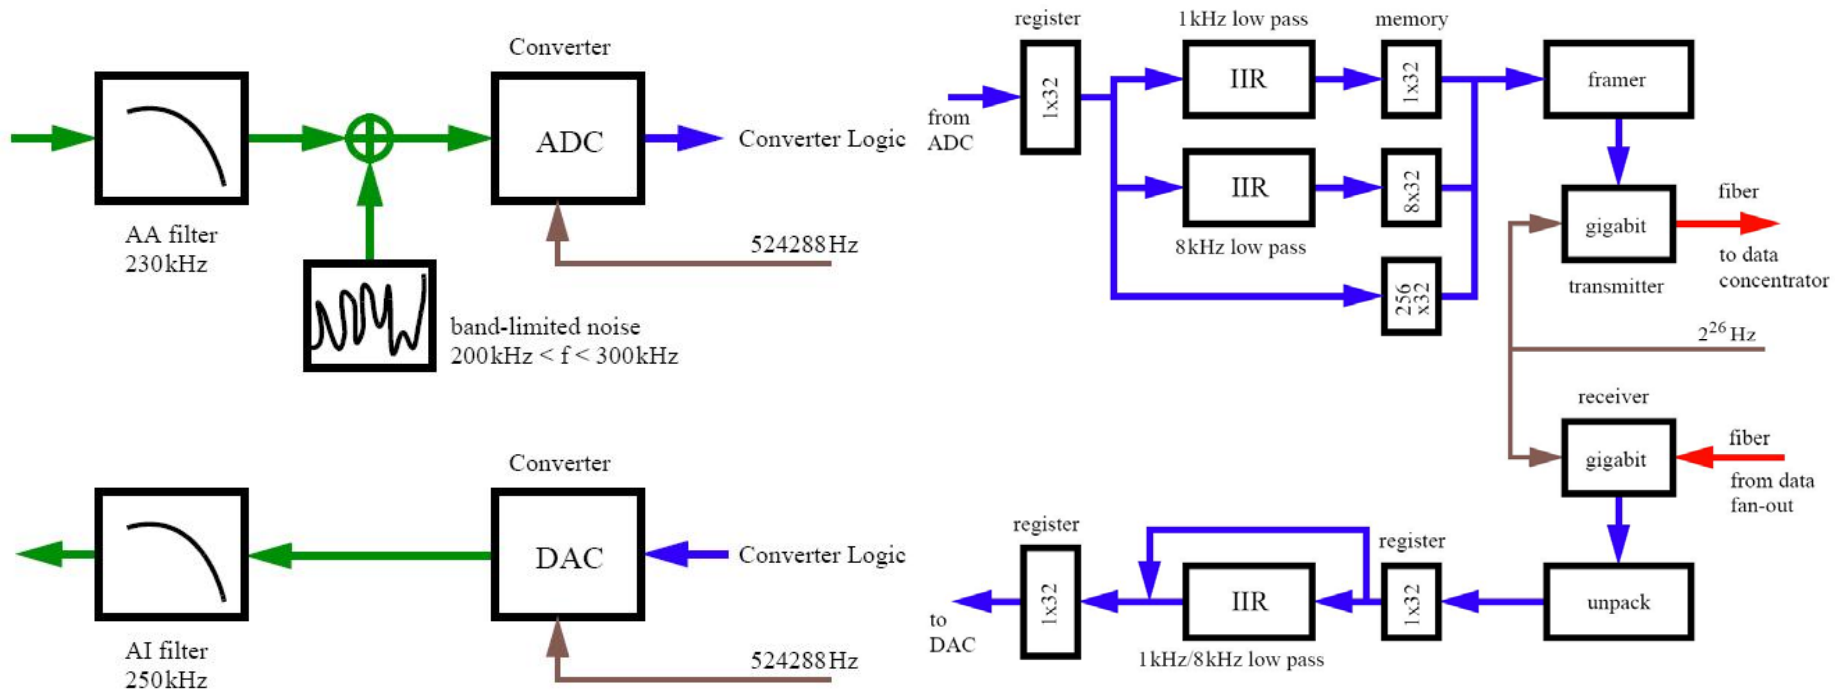 Converter
ADC
Converter Logic
AA filter
230kHz
524288Hz
band-limited noise
200kHz < f < 300kHz
Converter
DAC
Converter Logic
AI filter
250kHz
524288Hz
register
1kHz low pass
memory
1x32
IIR
1x32
framer
from
ADC
IIR
8x32
8kHz low pass
256
x32
gigabit
transmitter
fiber
to data
concentrator
2²⁶ Hz
receiver
gigabit
fiber
from data
fan-out
register
register
1x32
IIR
1x32
unpack
to
DAC
1kHz/8kHz low pass